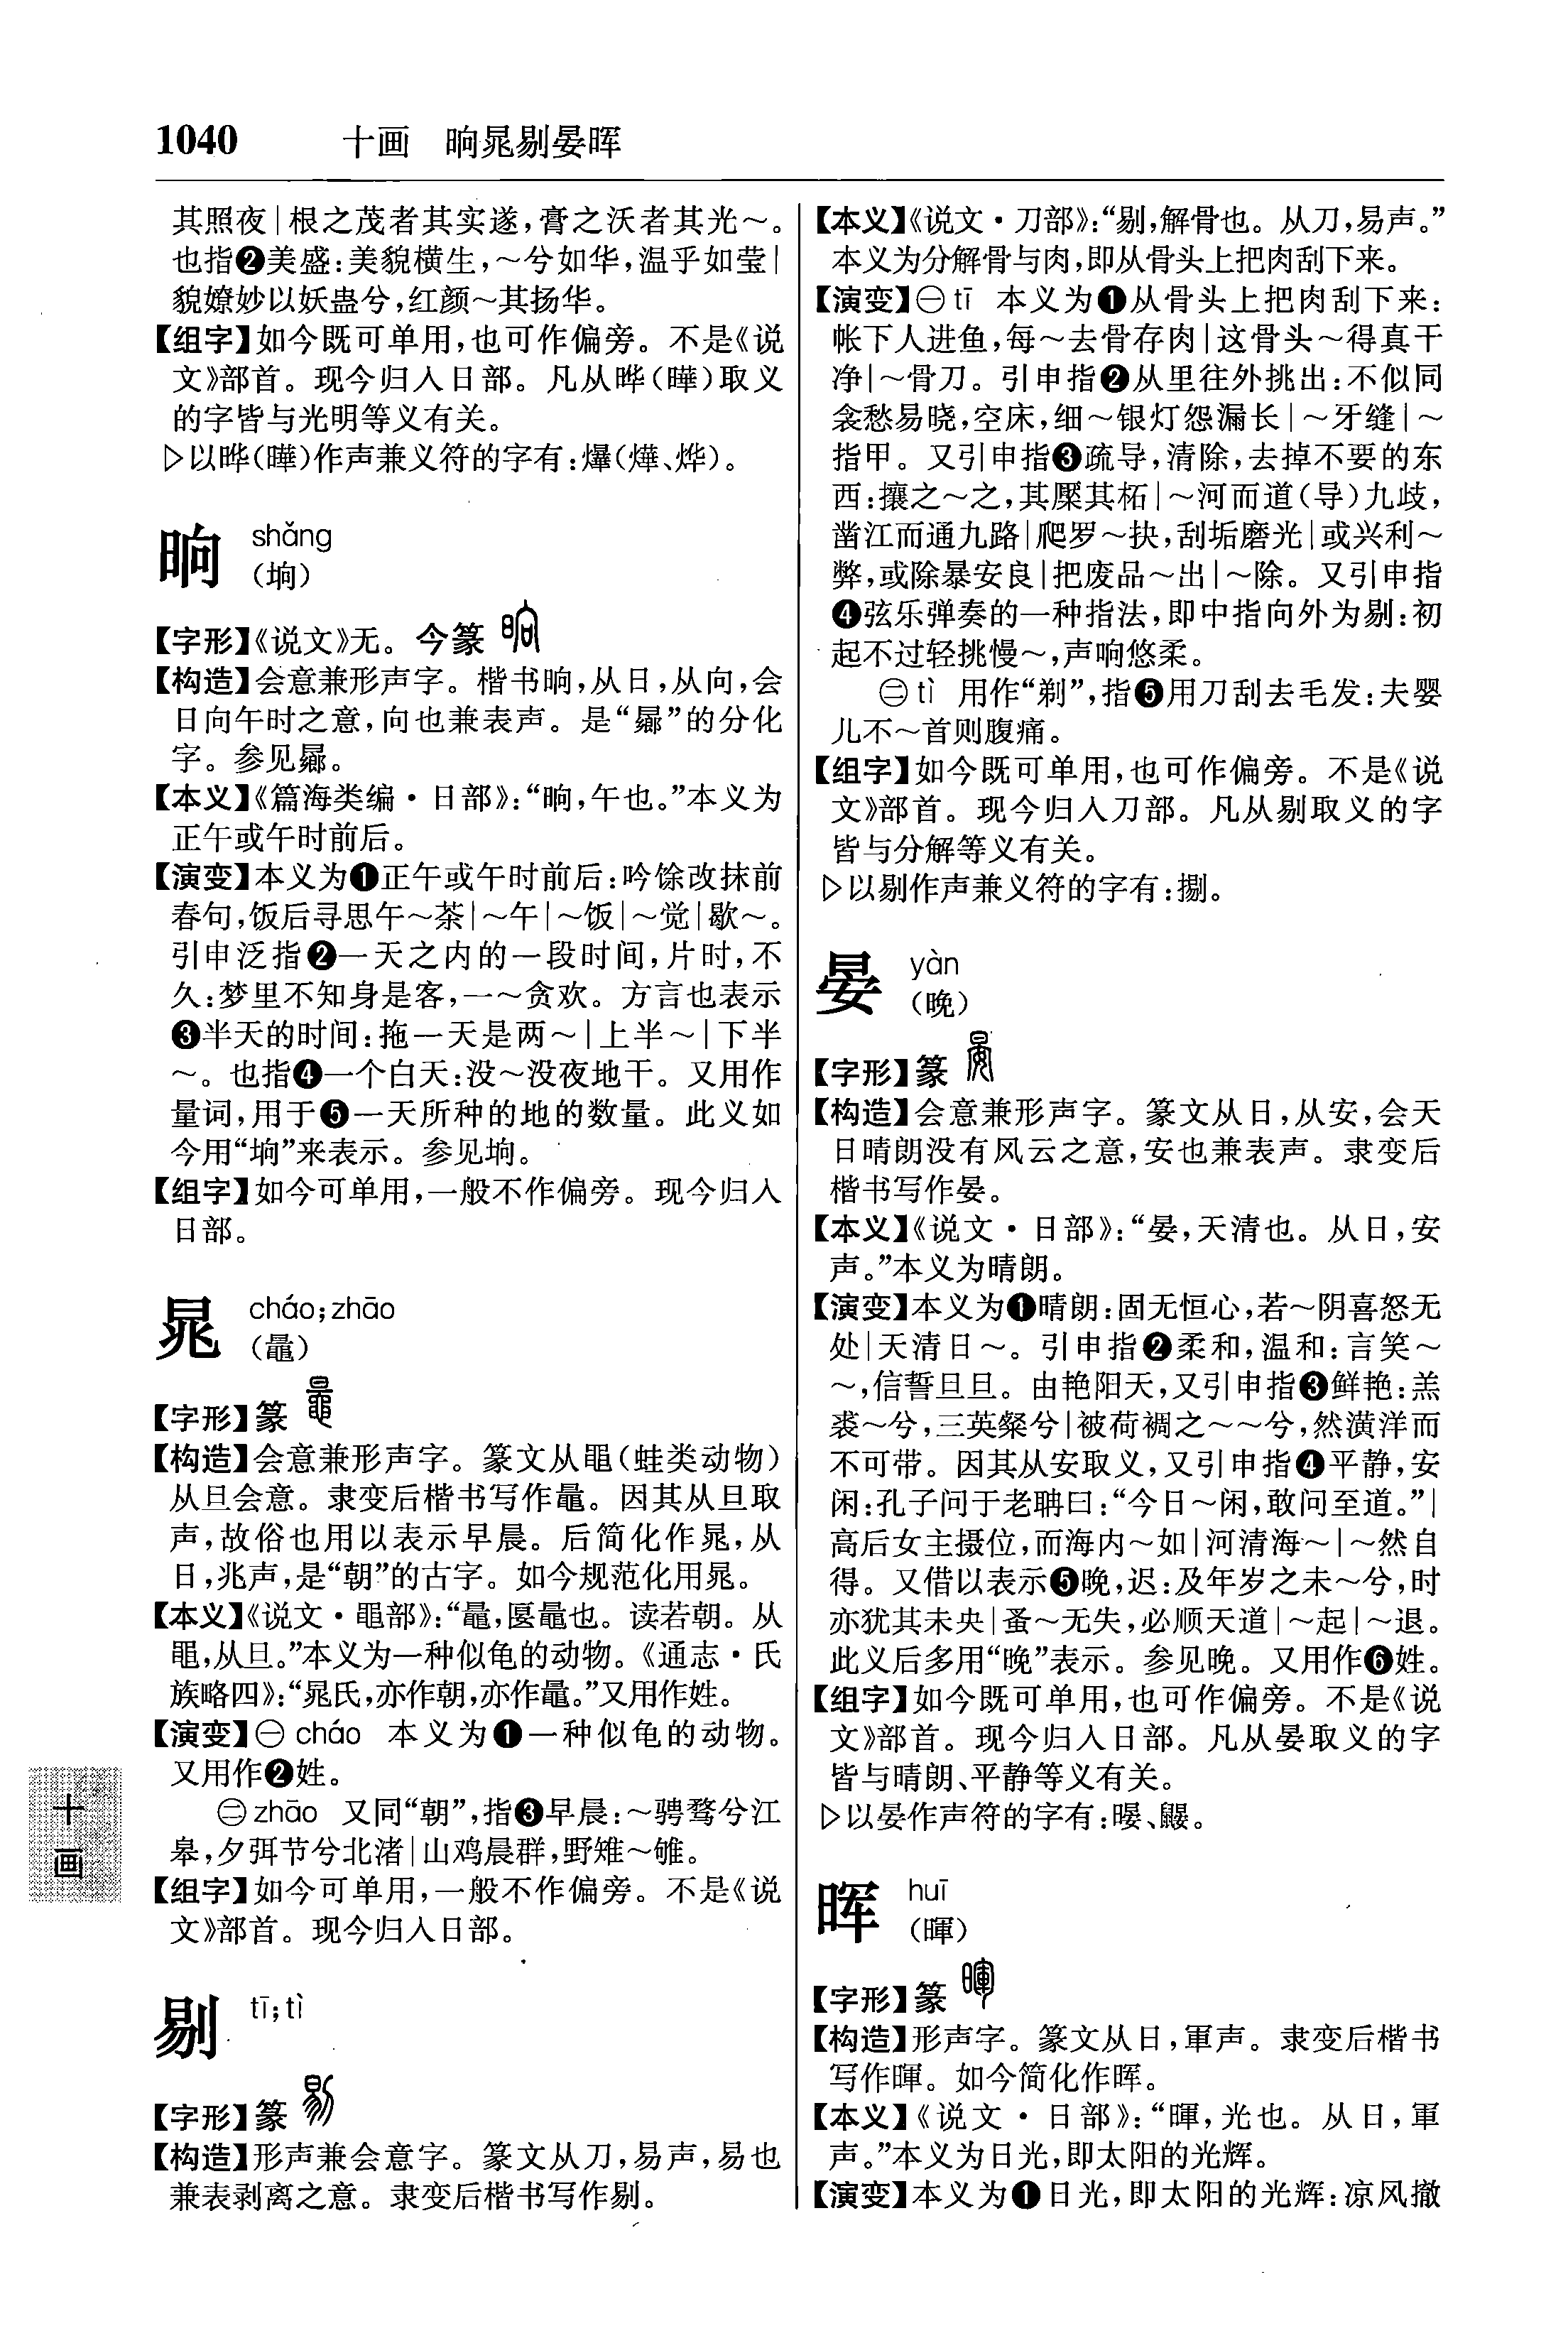 1040 十画 晌晁剔晏晖
其照夜|根之茂者其实遂,膏之沃者其光～。
也指❷美盛:美貌横生,～兮如华,温乎如莹|
貌嫽妙以妖蛊兮,红颜～其扬华。
【组字】如今既可单用,也可作偏旁。不是《说
文》部首。现今归入日部。凡从晔(曄)取义
的字皆与光明等义有关。
▷以晔(曄)作声兼义符的字有:爗(燁、烨)。
晌 shǎng
(垧)
【字形】《说文》无。今篆
【构造】会意兼形声字。楷书晌,从日,从向,会
日向午时之意,向也兼表声。是“曏”的分化
字。参见曏。
【本义】《篇海类编·日部》:“晌,午也。”本义为
正午或午时前后。
【演变】本义为❶正午或午时前后:吟馀改抹前
春句,饭后寻思午～茶|～午|～饭|～觉|歇～。
引申泛指❷一天之内的一段时间,片时,不
久:梦里不知身是客,一～贪欢。方言也表示
❸半天的时间:拖一天是两～|上半～|下半
～。也指❹一个白天:没～没夜地干。又用作
量词,用于❺一天所种的地的数量。此义如
今用“垧”来表示。参见垧。
【组字】如今可单用,一般不作偏旁。现今归入
日部。
晁 cháo;zhāo
(鼂)
【字形】篆
【构造】会意兼形声字。篆文从黽(蛙类动物)
从旦会意。隶变后楷书写作鼂。因其从旦取
声,故俗也用以表示早晨。后简化作晁,从
日,兆声,是“朝”的古字。如今规范化用晁。
【本义】《说文·黽部》:“鼂,匽鼂也。读若朝。从
黽,从旦。”本义为一种似龟的动物。《通志·氏
族略四》:“晁氏,亦作朝,亦作鼂。”又用作姓。
【演变】㊀cháo 本义为❶一种似龟的动物。
又用作❷姓。
㊁zhāo 又同“朝”,指❸早晨:～骋骛兮江
皋,夕弭节兮北渚|山鸡晨群,野雉～雊。
【组字】如今可单用,一般不作偏旁。不是《说
文》部首。现今归入日部。
剔 tī;tì
【字形】篆
【构造】形声兼会意字。篆文从刀,易声,易也
兼表剥离之意。隶变后楷书写作剔。
【本义】《说文·刀部》:“剔,解骨也。从刀,易声。”
本义为分解骨与肉,即从骨头上把肉刮下来。
【演变】㊀tī 本义为❶从骨头上把肉刮下来:
帐下人进鱼,每～去骨存肉|这骨头～得真干
净|～骨刀。引申指❷从里往外挑出:不似同
衾愁易晓,空床,细～银灯怨漏长|～牙缝|～
指甲。又引申指❸疏导,清除,去掉不要的东
西:攘之～之,其檿其柘|～河而道(导)九歧,
凿江而通九路|爬罗～抉,刮垢磨光|或兴利～
弊,或除暴安良|把废品～出|～除。又引申指
❹弦乐弹奏的一种指法,即中指向外为剔:初
起不过轻挑慢～,声响悠柔。
㊁tì 用作“剃”,指❺用刀刮去毛发:夫婴
儿不～首则腹痛。
【组字】如今既可单用,也可作偏旁。不是《说
文》部首。现今归入刀部。凡从剔取义的字
皆与分解等义有关。
▷以剔作声兼义符的字有:擶。
晏 yàn
(晚)
【字形】篆
【构造】会意兼形声字。篆文从日,从安,会天
日晴朗没有风云之意,安也兼表声。隶变后
楷书写作晏。
【本义】《说文·日部》:“晏,天清也。从日,安
声。”本义为晴朗。
【演变】本义为❶晴朗:固无恒心,若～阴喜怒无
处|天清日～。引申指❷柔和,温和:言笑～
～,信誓旦旦。由艳阳天,又引申指❸鲜艳:羔
裘～兮,三英粲兮|被荷裯之～～兮,然潢洋而
不可带。因其从安取义,又引申指❹平静,安
闲:孔子问于老聃曰:“今日～闲,敢问至道。”|
高后女主摄位,而海内～如|河清海～|～然自
得。又借以表示❺晚,迟:及年岁之未～兮,时
亦犹其未央|蚤～无失,必顺天道|～起|～退。
此义后多用“晚”表示。参见晚。又用作❻姓。
【组字】如今既可单用,也可作偏旁。不是《说
文》部首。现今归入日部。凡从晏取义的字
皆与晴朗、平静等义有关。
▷以晏作声符的字有:㬫、鼹。
晖 huī
(暉)
【字形】篆
【构造】形声字。篆文从日,軍声。隶变后楷书
写作暉。如今简化作晖。
【本义】《说文·日部》:“暉,光也。从日,軍
声。”本义为日光,即太阳的光辉。
【演变】本义为❶日光,即太阳的光辉:凉风撤
十
画